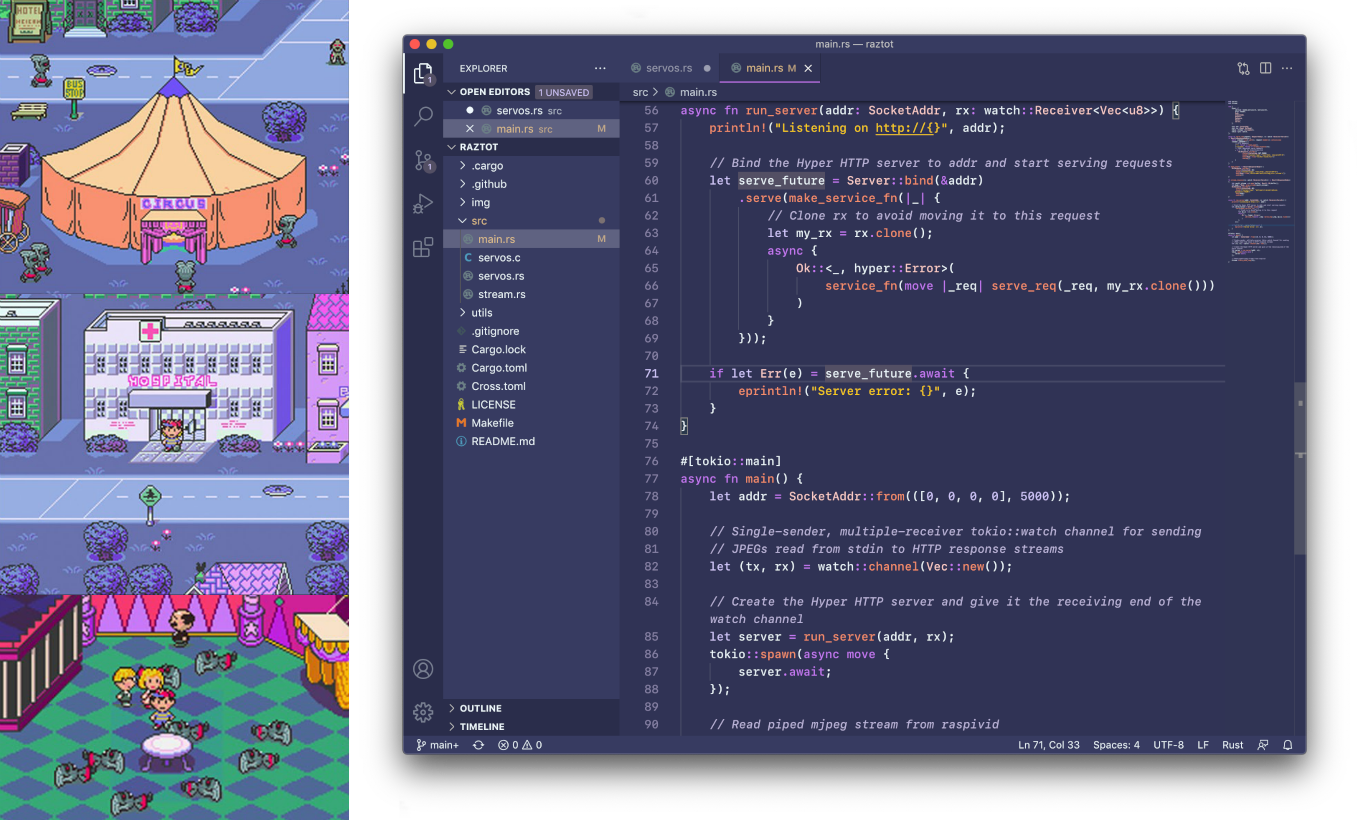 HOTEL
BUS
STOP
CIRCUS
HOSPITAL
main.rs — raztot
EXPLORER
servos.rs
main.rs M
OPEN EDITORS 1 UNSAVED
servos.rs src
main.rs src M
RAZTOT
.cargo
.github
img
src
main.rs M
servos.c
servos.rs
stream.rs
utils
.gitignore
Cargo.lock
Cargo.toml
Cross.toml
LICENSE
Makefile
README.md
OUTLINE
TIMELINE
src > main.rs
56 async fn run_server(addr: SocketAddr, rx: watch::Receiver<Vec<u8>>) {
57 println!("Listening on http://{}", addr);
58
59 // Bind the Hyper HTTP server to addr and start serving requests
60 let serve_future = Server::bind(&addr)
61 .serve(make_service_fn(|_| {
62 // Clone rx to avoid moving it to this request
63 let my_rx = rx.clone();
64 async {
65 Ok::<_, hyper::Error>(
66 service_fn(move |_req| serve_req(_req, my_rx.clone()))
67 )
68 }
69 }));
70
71 if let Err(e) = serve_future.await {
72 eprintln!("Server error: {}", e);
73 }
74 }
75
76 #[tokio::main]
77 async fn main() {
78 let addr = SocketAddr::from(([0, 0, 0, 0], 5000));
79
80 // Single-sender, multiple-receiver tokio::watch channel for sending
81 // JPEGs read from stdin to HTTP response streams
82 let (tx, rx) = watch::channel(Vec::new());
83
84 // Create the Hyper HTTP server and give it the receiving end of the
watch channel
85 let server = run_server(addr, rx);
86 tokio::spawn(async move {
87 server.await;
88 });
89
90 // Read piped mjpeg stream from raspivid
main+ 0 0
Ln 71, Col 33 Spaces: 4 UTF-8 LF Rust